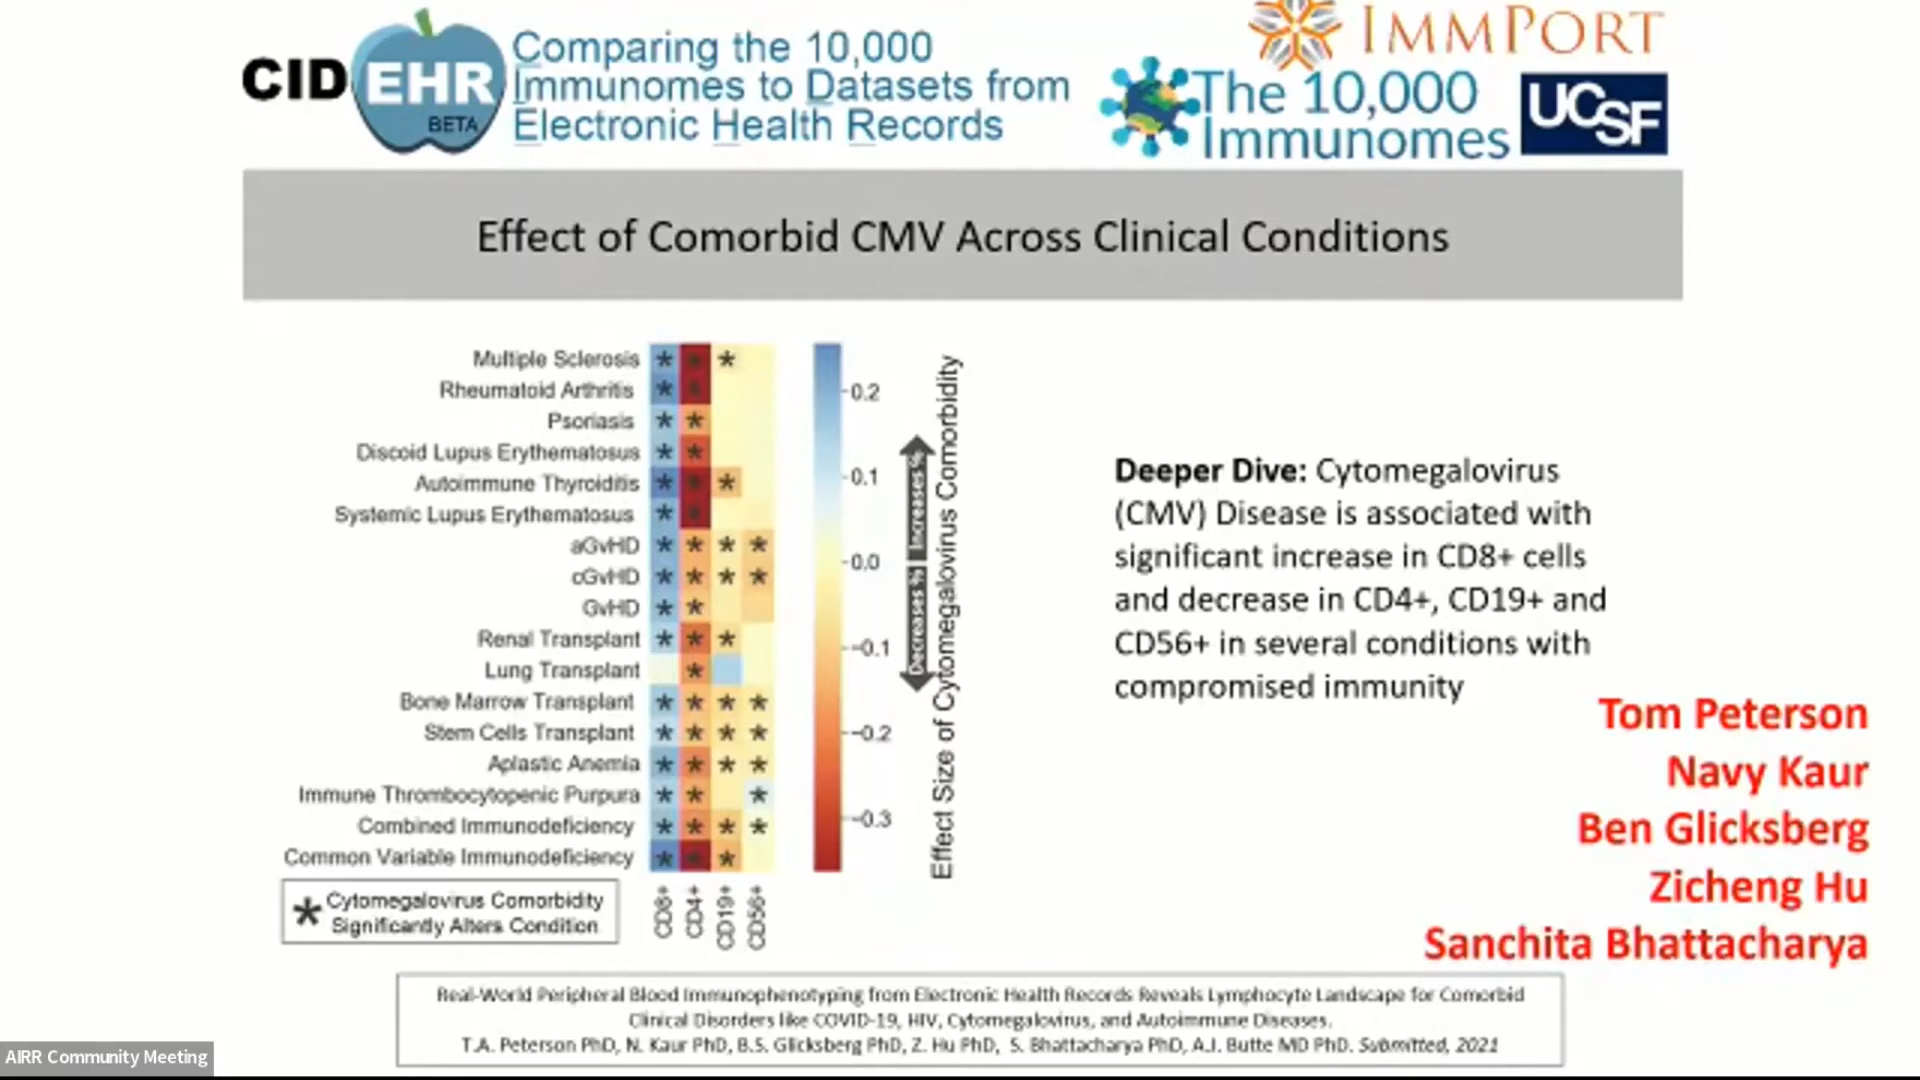 CID EHR BETA
Comparing the 10,000
Immunomes to Datasets from
Electronic Health Records
IMMPORT
The 10,000
Immunomes
UCSF
Effect of Comorbid CMV Across Clinical Conditions
Multiple Sclerosis * * *
Rheumatoid Arthritis * *
Psoriasis * *
Discoid Lupus Erythematosus * *
Autoimmune Thyroiditis * * *
Systemic Lupus Erythematosus * *
aGvHD * * * *
cGvHD * * * *
GvHD * *
Renal Transplant * * *
Lung Transplant *
Bone Marrow Transplant * * * *
Stem Cells Transplant * * * *
Aplastic Anemia * * * *
Immune Thrombocytopenic Purpura * * *
Combined Immunodeficiency * * * *
Common Variable Immunodeficiency * * *
CD8+
CD4+
CD19+
CD56+
* Cytomegalovirus Comorbidity
Significantly Alters Condition
0.2
0.1
0.0
-0.1
-0.2
-0.3
Increases %
Decreases %
Effect Size of Cytomegalovirus Comorbidity
Deeper Dive: Cytomegalovirus
(CMV) Disease is associated with
significant increase in CD8+ cells
and decrease in CD4+, CD19+ and
CD56+ in several conditions with
compromised immunity
Tom Peterson
Navy Kaur
Ben Glicksberg
Zicheng Hu
Sanchita Bhattacharya
Real-World Peripheral Blood Immunophenotyping from Electronic Health Records Reveals Lymphocyte Landscape for Comorbid
Clinical Disorders like COVID-19, HIV, Cytomegalovirus, and Autoimmune Diseases.
T.A. Peterson PhD, N. Kaur PhD, B.S. Glicksberg PhD, Z. Hu PhD, S. Bhattacharya PhD, A.J. Butte MD PhD. Submitted, 2021
AIRR Community Meeting